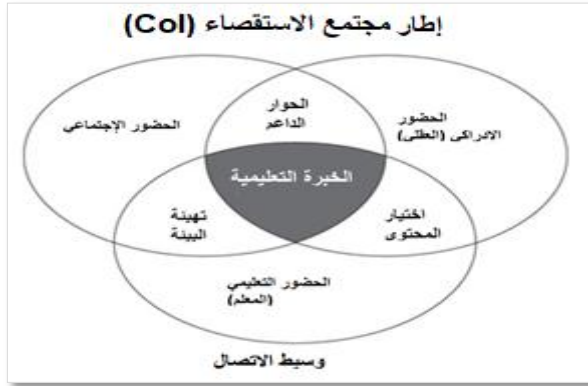 إطار مجتمع الاستقصاء (CoI)
الحوار
الداعم
الحضور
الادراكى (العقلى)
الحضور الإجتماعي
الخبرة التعليمية
اختيار
المحتوى
تهيئة
البيئة
الحضور التعليمي
(المعلم)
وسيط الاتصال